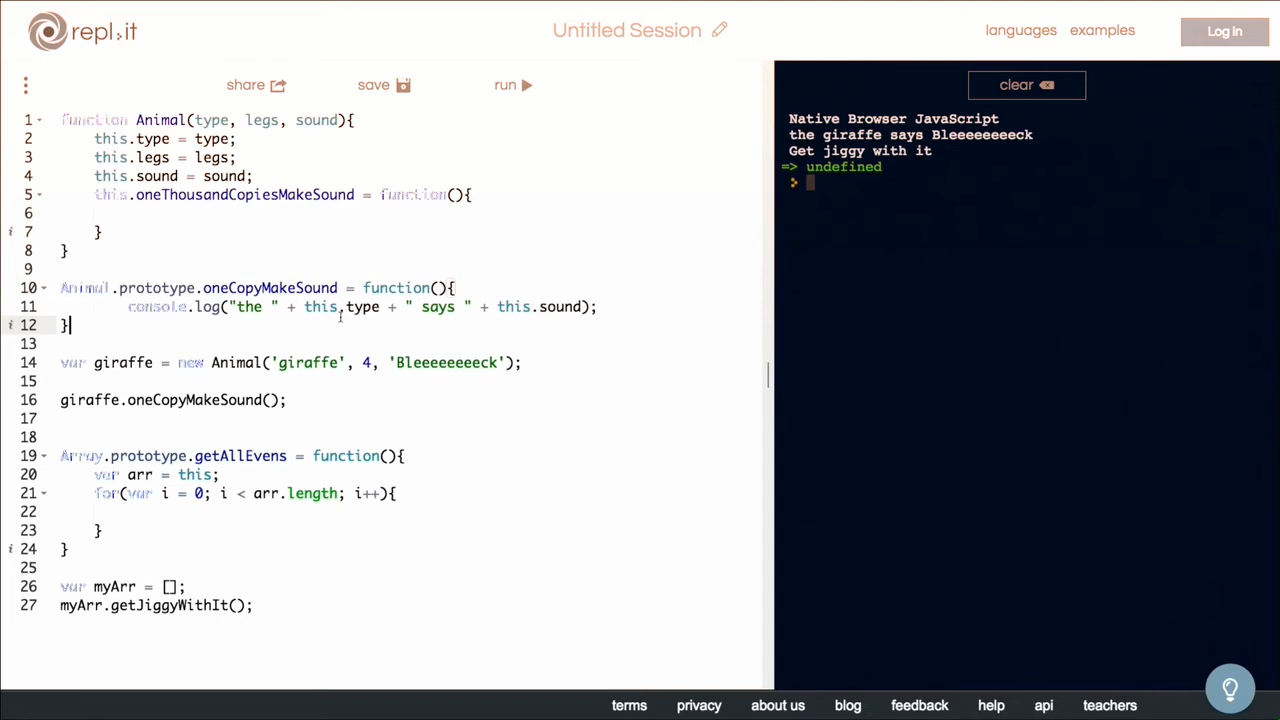 repl.it
Untitled Session
languages examples Log in
share save run
clear
1 function Animal(type, legs, sound){
2 this.type = type;
3 this.legs = legs;
4 this.sound = sound;
5 this.oneThousandCopiesMakeSound = function(){
6
i 7 }
8 }
9
10 Animal.prototype.oneCopyMakeSound = function(){
11 console.log("the " + this.type + " says " + this.sound);
i 12 }
13
14 var giraffe = new Animal('giraffe', 4, 'Bleeeeeeeeck');
15
16 giraffe.oneCopyMakeSound();
17
18
19 Array.prototype.getAllEvens = function(){
20 var arr = this;
21 for(var i = 0; i < arr.length; i++){
22
23 }
i 24 }
25
26 var myArr = [];
27 myArr.getJiggyWithIt();
Native Browser JavaScript
the giraffe says Bleeeeeeeeck
Get jiggy with it
=> undefined
>
terms privacy about us blog feedback help api teachers